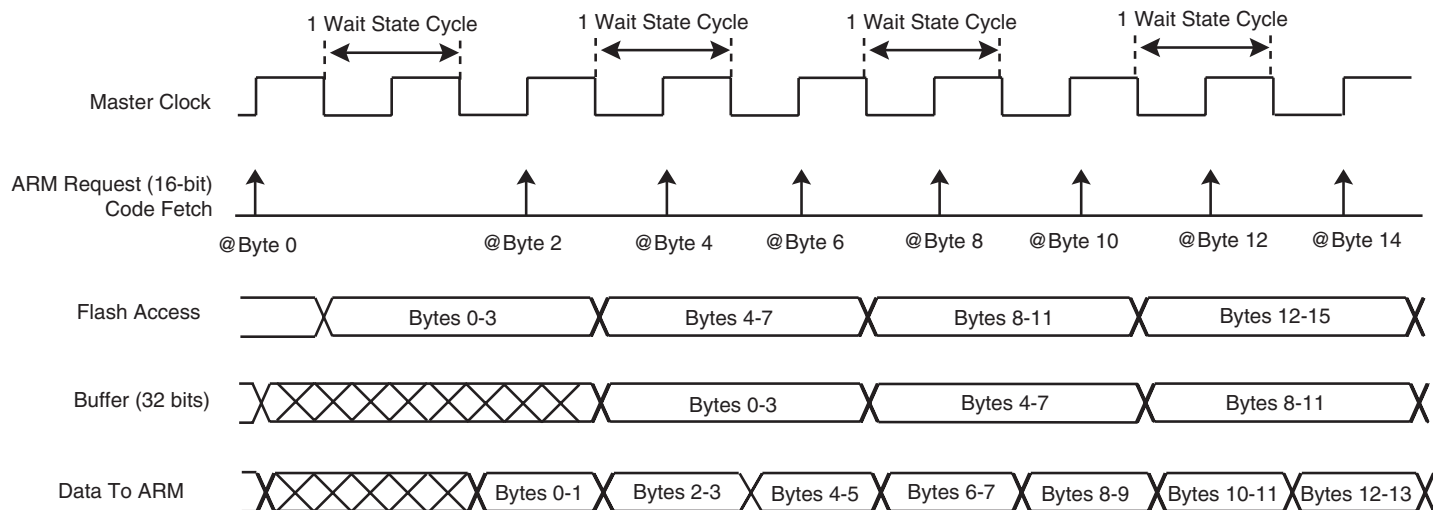 1 Wait State Cycle
1 Wait State Cycle
1 Wait State Cycle
1 Wait State Cycle
Master Clock
ARM Request (16-bit)
Code Fetch
@Byte 0
@Byte 2
@Byte 4
@Byte 6
@Byte 8
@Byte 10
@Byte 12
@Byte 14
Flash Access
Bytes 0-3
Bytes 4-7
Bytes 8-11
Bytes 12-15
Buffer (32 bits)
Bytes 0-3
Bytes 4-7
Bytes 8-11
Data To ARM
Bytes 0-1
Bytes 2-3
Bytes 4-5
Bytes 6-7
Bytes 8-9
Bytes 10-11
Bytes 12-13